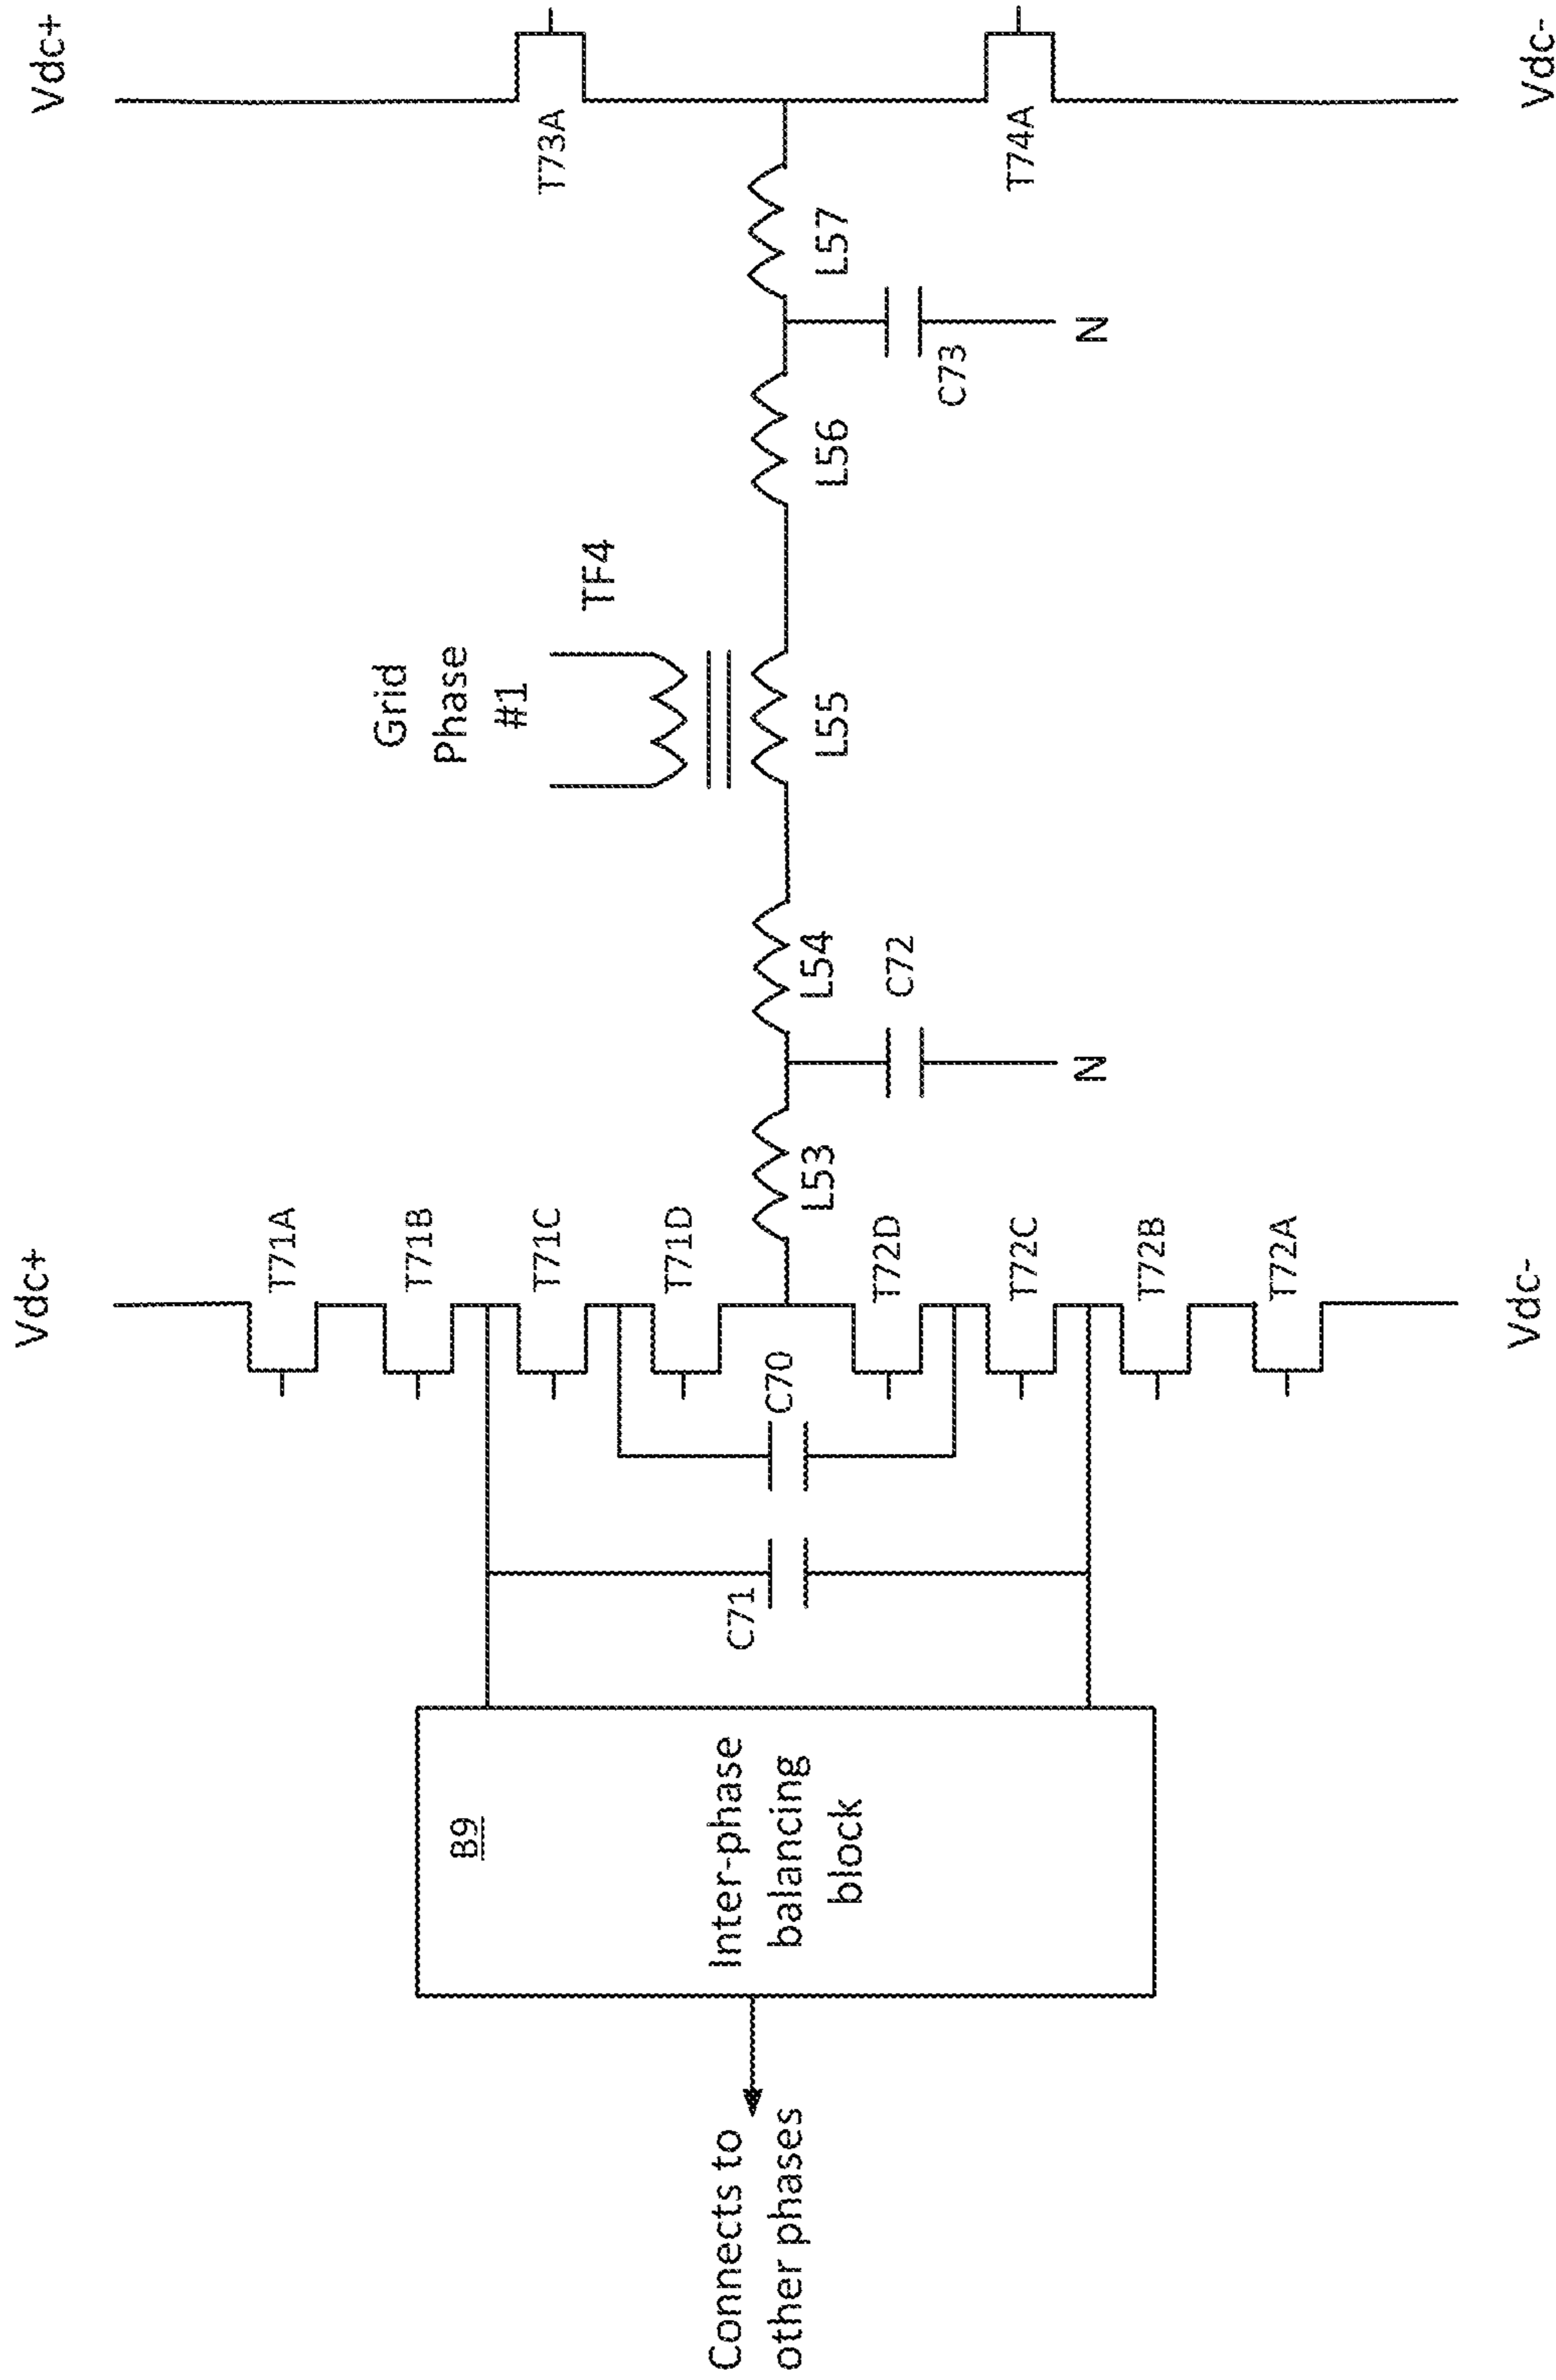 Vdc+
Vdc+
T71A
T71B
T71C
T71D
T72D
T72C
T72B
T72A
Vdc-
Vdc-
C70
C71
B9
Inter-phase
balancing
block
Connects to
other phases
L53
C72
N
L54
Grid
Phase
#1
TF4
L55
L56
C73
N
L57
T73A
T74A